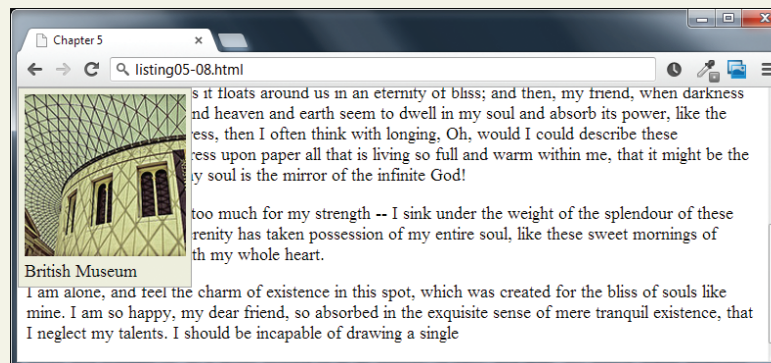 Chapter 5
listing05-08.html
s it floats around us in an eternity of bliss; and then, my friend, when darkness
nd heaven and earth seem to dwell in my soul and absorb its power, like the
ress, then I often think with longing, Oh, would I could describe these
ress upon paper all that is living so full and warm within me, that it might be the
y soul is the mirror of the infinite God!
too much for my strength -- I sink under the weight of the splendour of these
renity has taken possession of my entire soul, like these sweet mornings of
th my whole heart.
British Museum
I am alone, and feel the charm of existence in this spot, which was created for the bliss of souls like
mine. I am so happy, my dear friend, so absorbed in the exquisite sense of mere tranquil existence, that
I neglect my talents. I should be incapable of drawing a single